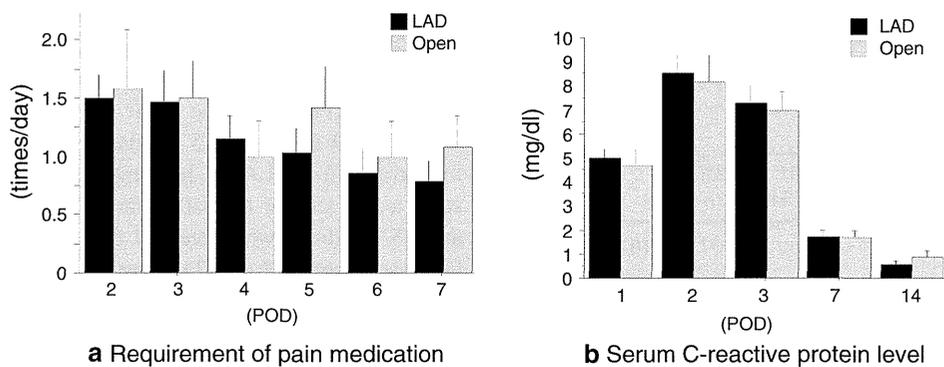 LAD
Open
2.0
1.5
1.0
0.5
0
(times/day)
2 3 4 5 6 7
(POD)
a Requirement of pain medication
LAD
Open
10
9
8
7
6
5
4
3
2
1
0
(mg/dl)
1 2 3 7 14
(POD)
b Serum C-reactive protein level